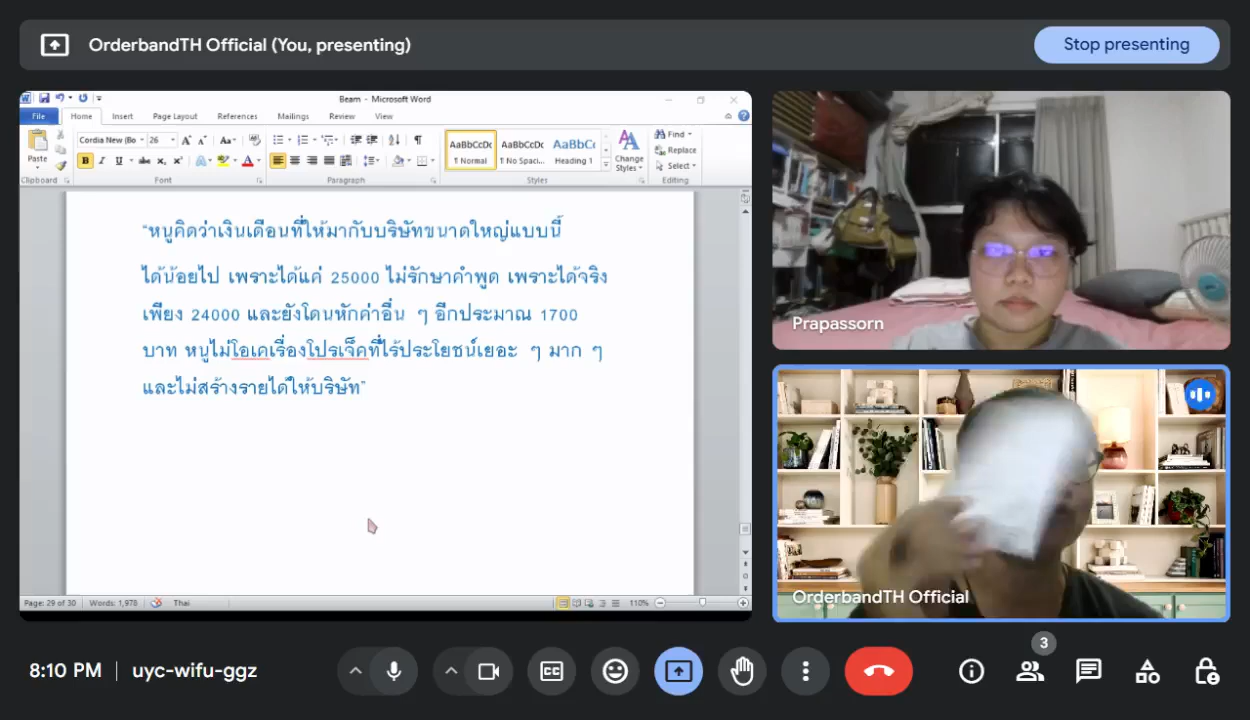 OrderbandTH Official (You, presenting)
Stop presenting
Beam - Microsoft Word
File Home Insert Page Layout References Mailings Review View
Paste
Cordia New (Bo 26
AaBbCcDc AaBbCcDc AaBbC
¶ Normal ¶ No Spaci... Heading 1
Change Styles
Find
Replace
Select
Clipboard Font Paragraph Styles Editing
"หนูคิดว่าเงินเดือนที่ให้มากับบริษัทขนาดใหญ่แบบนี้
ได้น้อยไป เพราะได้แค่ 25000 ไม่รักษาคำพูด เพราะได้จริง
เพียง 24000 และยังโดนหักค่าอื่น ๆ อีกประมาณ 1700
บาท หนูไม่โอเคเรื่องโปรเจ็คที่ไร้ประโยชน์เยอะ ๆ มาก ๆ
และไม่สร้างรายได้ให้บริษัท"
Page: 29 of 30 Words: 1,978 Thai 110%
Prapassorn
OrderbandTH Official
8:10 PM | uyc-wifu-ggz
CC
3